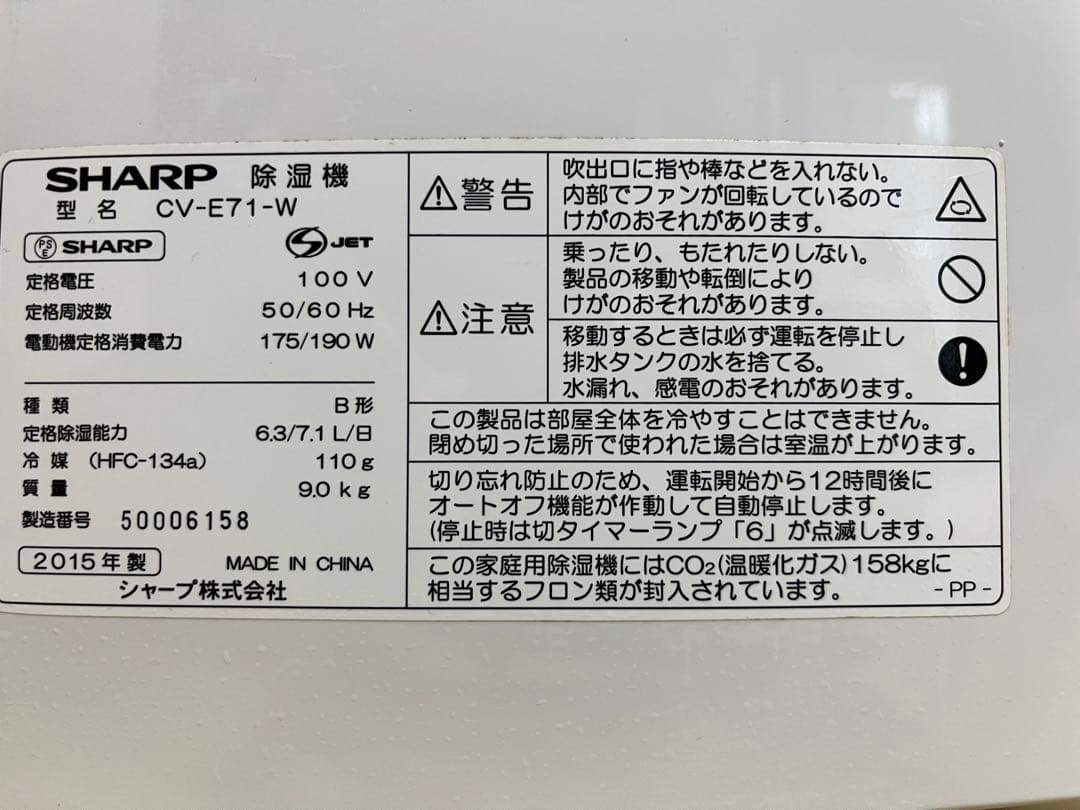 SHARP 除湿機
型名 CV-E71-W
PS E SHARP
S JET
定格電圧 100V
定格周波数 50/60Hz
電動機定格消費電力 175/190W
種類 B形
定格除湿能力 6.3/7.1L/日
冷媒 (HFC-134a) 110g
質量 9.0kg
製造番号 50006158
2015年製 MADE IN CHINA
シャープ株式会社
警告
吹出口に指や棒などを入れない。
内部でファンが回転しているので
けがのおそれがあります。
注意
乗ったり、もたれたりしない。
製品の移動や転倒により
けがのおそれがあります。
移動するときは必ず運転を停止し
排水タンクの水を捨てる。
水漏れ、感電のおそれがあります。
この製品は部屋全体を冷やすことはできません。
閉め切った場所で使われた場合は室温が上がります。
切り忘れ防止のため、運転開始から12時間後に
オートオフ機能が作動して自動停止します。
(停止時は切タイマーランプ「6」が点滅します。)
この家庭用除湿機にはCO₂(温暖化ガス)158kgに
相当するフロン類が封入されています。
- PP -